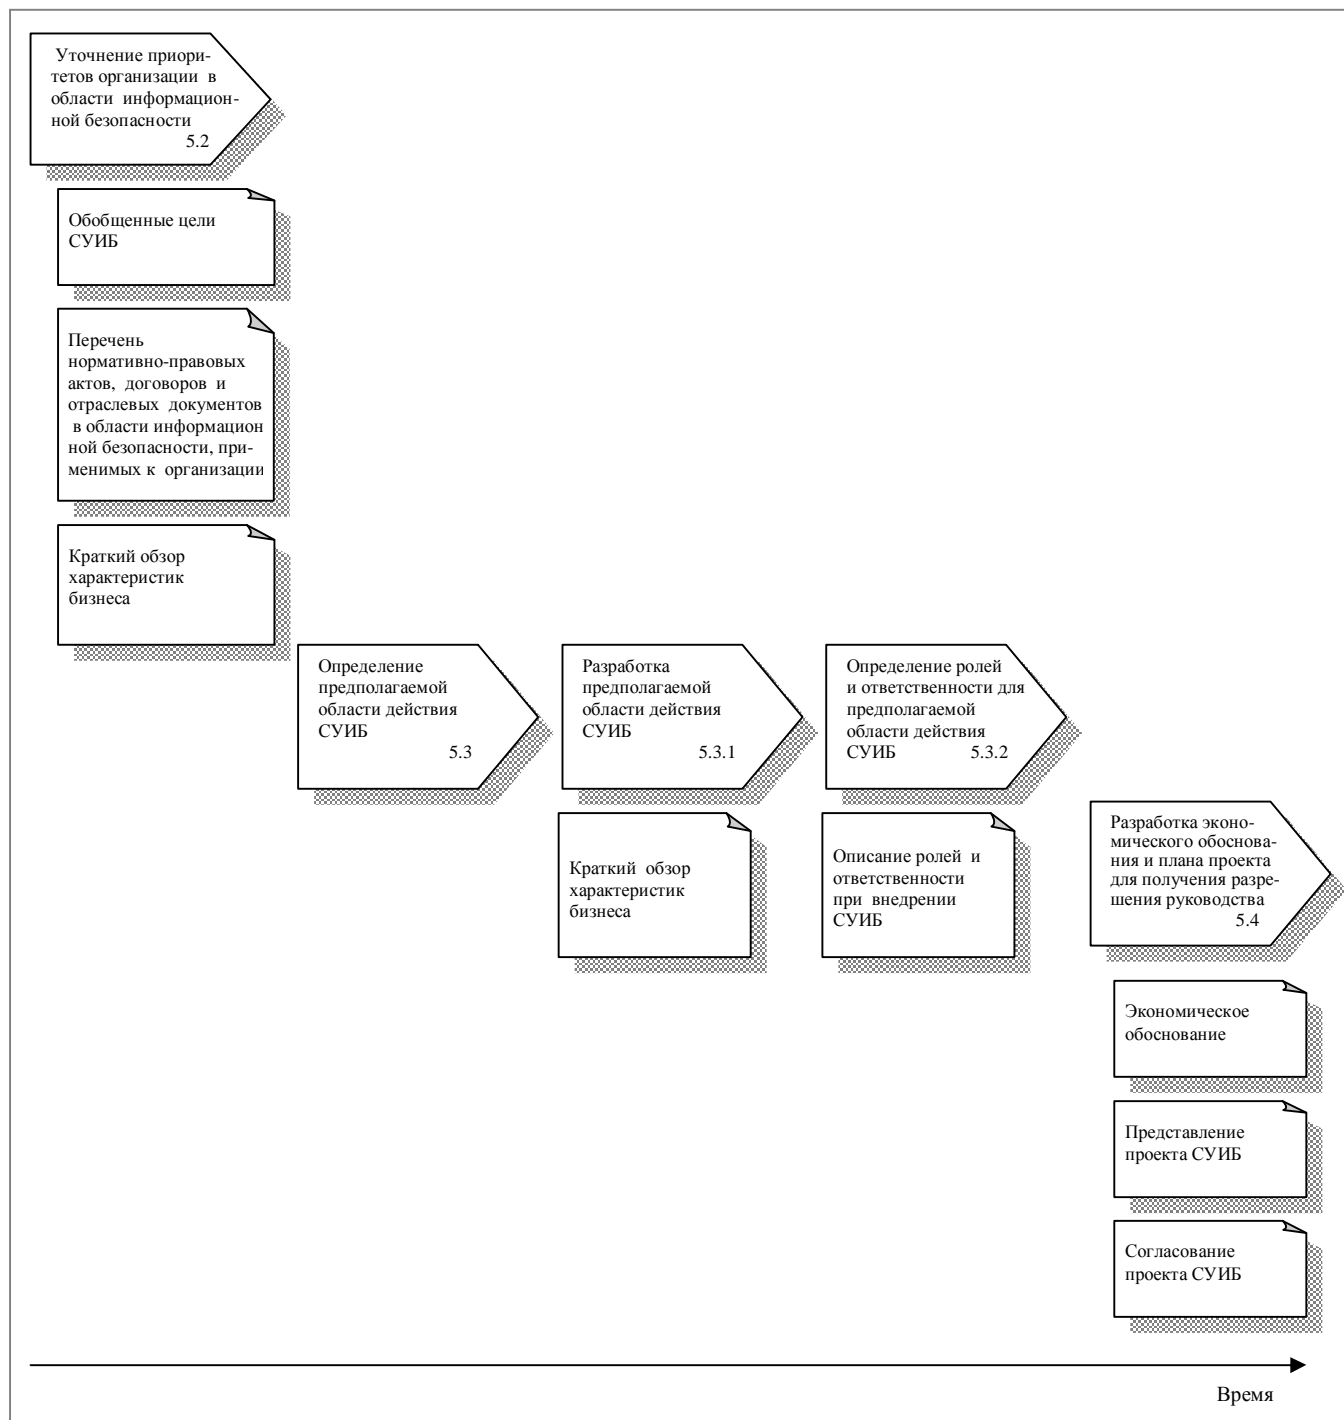 Уточнение приори-
тетов организации в
области информацион-
ной безопасности
5.2
Обобщенные цели
СУИБ
Перечень
нормативно-правовых
актов, договоров и
отраслевых документов
в области информацион
ной безопасности, при-
менимых к организации
Краткий обзор
характеристик
бизнеса
Определение
предполагаемой
области действия
СУИБ
5.3
Разработка
предполагаемой
области действия
СУИБ
5.3.1
Определение ролей
и ответственности для
предполагаемой
области действия
СУИБ 5.3.2
Краткий обзор
характеристик
бизнеса
Описание ролей и
ответственности
при внедрении
СУИБ
Разработка эконо-
мического обоснова-
ния и плана проекта
для получения разре-
шения руководства
5.4
Экономическое
обоснование
Представление
проекта СУИБ
Согласование
проекта СУИБ
Время